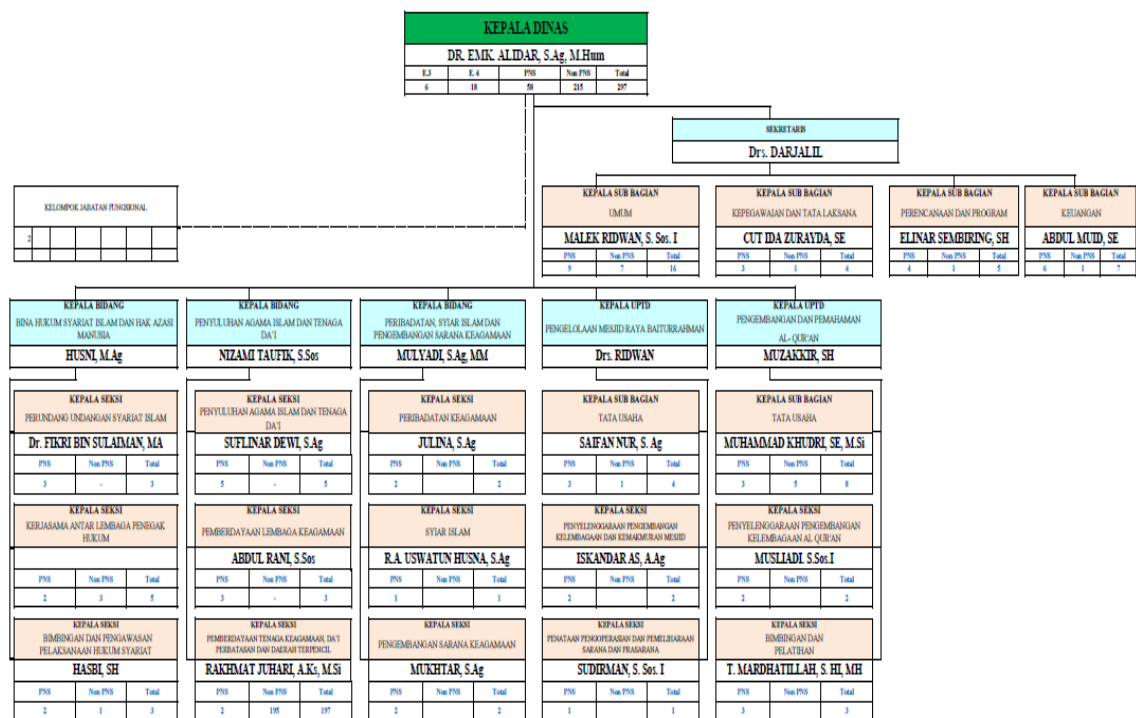 KEPALA DINAS
DR. EMK. ALIDAR, S.Ag, M.Hum
E.3 E. 4 PNS Non PNS Total
6 18 58 215 297
SEKRETARIS
Drs. DARJALIL
KELOMPOK JABATAN FUNGSIONAL
KEPALA SUB BAGIAN
UMUM
MALEK RIDWAN, S. Sos. I
PNS Non PNS Total
9 7 16
KEPALA SUB BAGIAN
KEPEGAWAIAN DAN TATA LAKSANA
CUT IDA ZURAYDA, SE
PNS Non PNS Total
3 1 4
KEPALA SUB BAGIAN
PERENCANAAN DAN PROGRAM
ELINAR SEMBIRING, SH
PNS Non PNS Total
4 1 5
KEPALA SUB BAGIAN
KEUANGAN
ABDUL MUID, SE
PNS Non PNS Total
6 1 7
KEPALA BIDANG
BINA HUKUM SYARIAT ISLAM DAN HAK AZASI
MANUSIA
HUSNI, M.Ag
KEPALA BIDANG
PENYULUHAN AGAMA ISLAM DAN TENAGA
DA'I
NIZAMI TAUFIK, S.Sos
KEPALA BIDANG
PERIBADATAN, SYIAR ISLAM DAN
PENGEMBANGAN SARANA KEAGAMAAN
MULYADI, S.Ag, MM
KEPALA UPTD
PENGELOLAAN MESJID RAYA BAITURRAHMAN
Drs. RIDWAN
KEPALA UPTD
PENGEMBANGAN DAN PEMAHAMAN
AL- QUR'AN
MUZAKKIR, SH
KEPALA SEKSI
PERUNDANG UNDANGAN SYARIAT ISLAM
Dr. FIKRI BIN SULAIMAN, MA
PNS Non PNS Total
3 - 3
KEPALA SEKSI
PENYULUHAN AGAMA ISLAM DAN TENAGA
DA'I
SUFLINAR DEWI, S.Ag
PNS Non PNS Total
5 - 5
KEPALA SEKSI
PERIBADATAN KEAGAMAAN
JULINA, S.Ag
PNS Non PNS Total
2 2
KEPALA SUB BAGIAN
TATA USAHA
SAIFAN NUR, S. Ag
PNS Non PNS Total
3 1 4
KEPALA SUB BAGIAN
TATA USAHA
MUHAMMAD KHUDRI, SE, M.Si
PNS Non PNS Total
3 5 8
KEPALA SEKSI
KERJASAMA ANTAR LEMBAGA PENEGAK
HUKUM
PNS Non PNS Total
2 3 5
KEPALA SEKSI
PEMBERDAYAAN LEMBAGA KEAGAMAAN
ABDUL RANI, S.Sos
PNS Non PNS Total
3 - 3
KEPALA SEKSI
SYIAR ISLAM
R.A. USWATUN HUSNA, S.Ag
PNS Non PNS Total
1 1
KEPALA SEKSI
PENYELENGGARAAN PENGEMBANGAN
KELEMBAGAAN DAN KEMAKMURAN MESJID
ISKANDAR AS, A.Ag
PNS Non PNS Total
2 2
KEPALA SEKSI
PENYELENGGARAAN PENGEMBANGAN
KELEMBAGAAN AL QUR'AN
MUSLIADI. S.Sos.I
PNS Non PNS Total
2 2
KEPALA SEKSI
BIMBINGAN DAN PENGAWASAN
PELAKSANAAN HUKUM SYARIAT
HASBI, SH
PNS Non PNS Total
2 1 3
KEPALA SEKSI
PEMBERDAYAAN TENAGA KEAGAMAAN, DA'I
PERBATASAN DAN DAERAH TERPENCIL
RAKHMAT JUHARI, A.Ks, M.Si
PNS Non PNS Total
2 195 197
KEPALA SEKSI
PENGEMBANGAN SARANA KEAGAMAAN
MUKHTAR, S.Ag
PNS Non PNS Total
2 2
KEPALA SEKSI
PENATAAN PENGOPERASIAN DAN PEMELIHARAAN
SARANA DAN PRASARANA
SUDIRMAN, S. Sos. I
PNS Non PNS Total
1 1
KEPALA SEKSI
BIMBINGAN DAN
PELATIHAN
T. MARDHATILLAH, S. HI, MH
PNS Non PNS Total
3 3